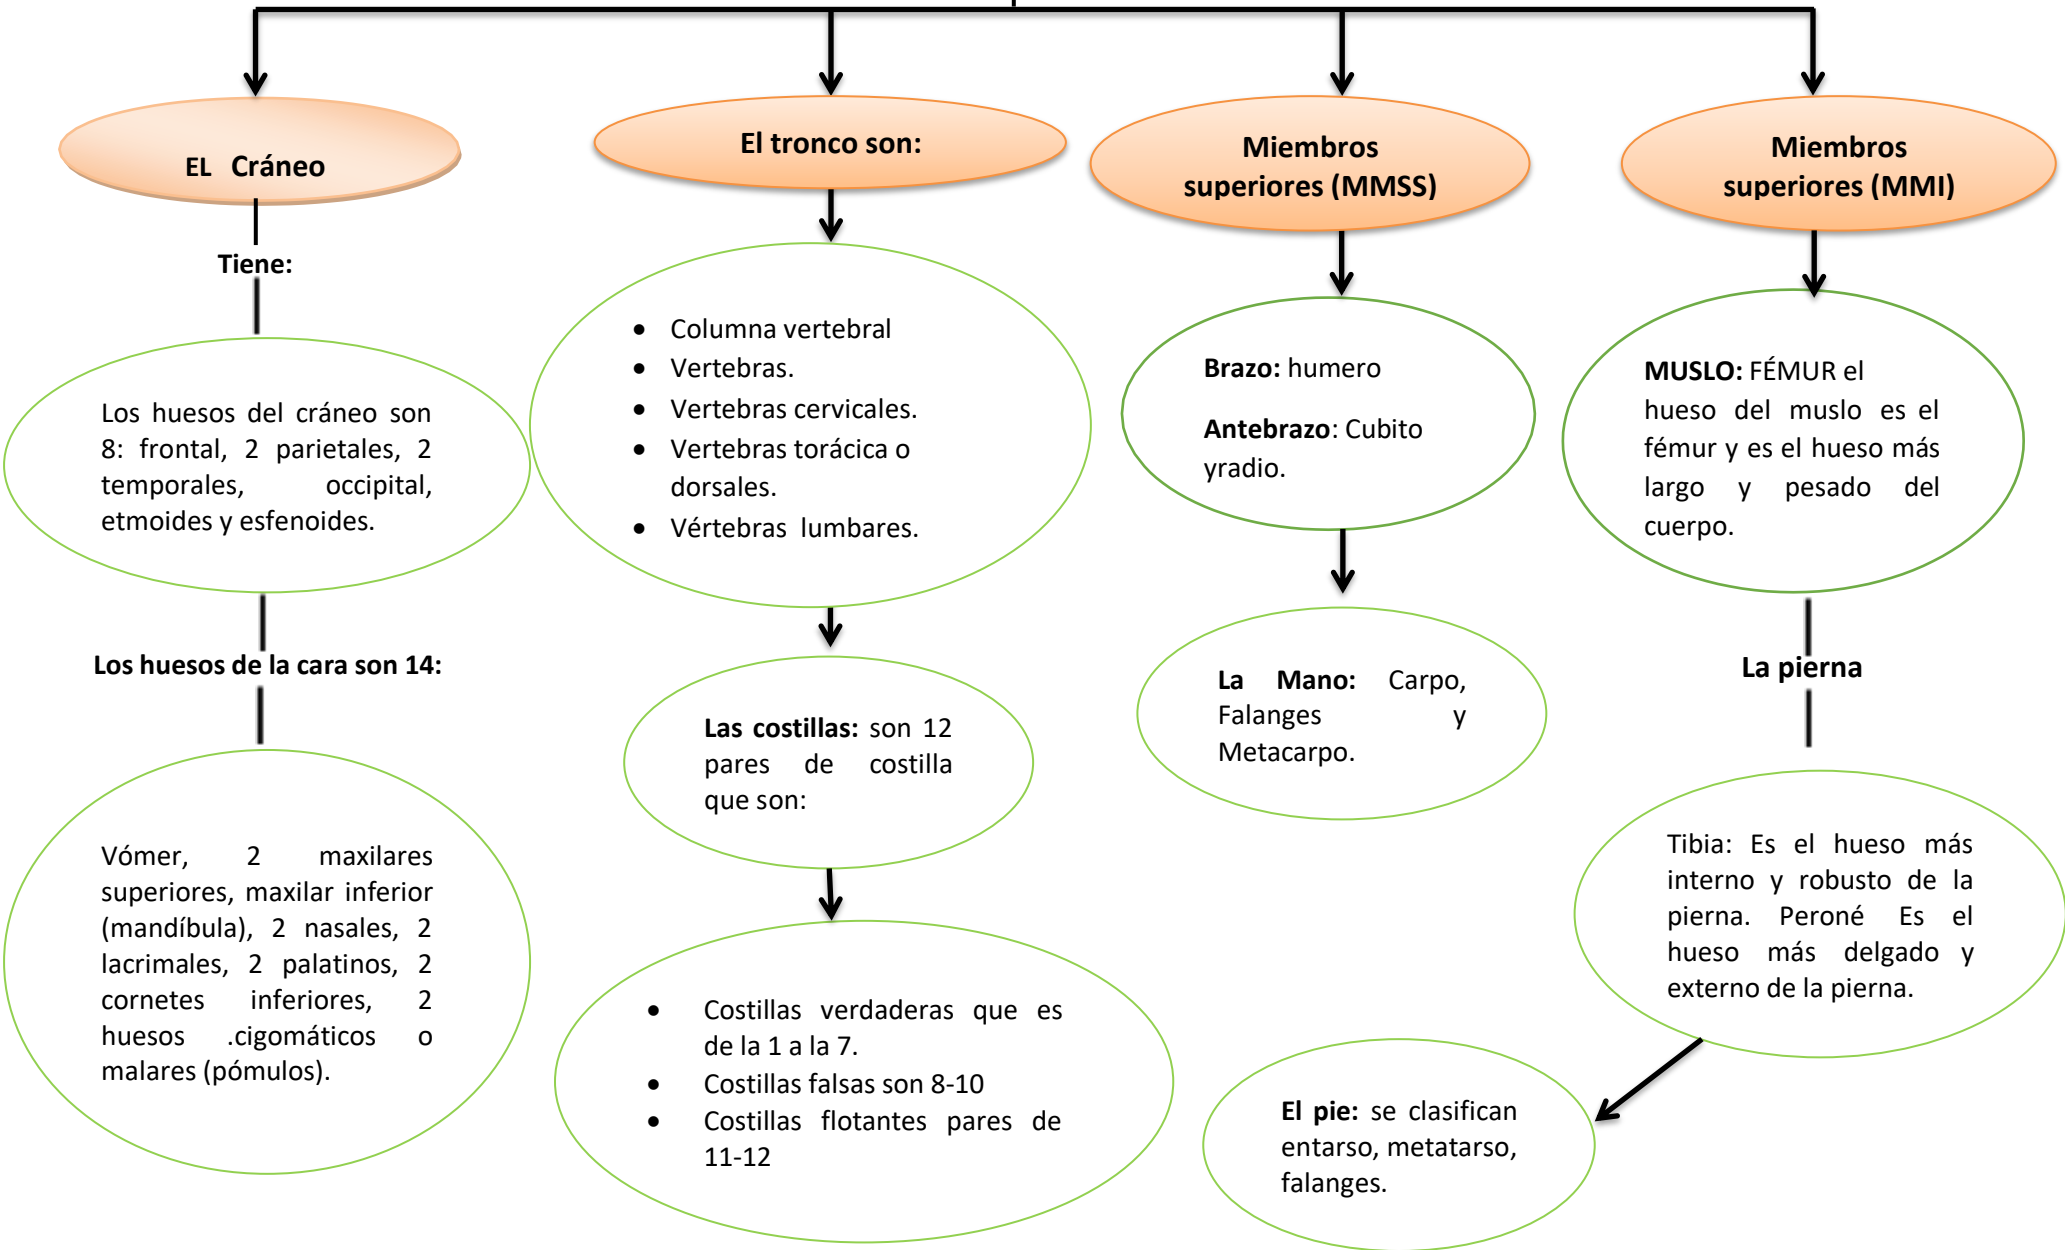 EL Cráneo
Tiene:
Los huesos del cráneo son
8: frontal, 2 parietales, 2
temporales, occipital,
etmoides y esfenoides.
Los huesos de la cara son 14:
Vómer, 2 maxilares
superiores, maxilar inferior
(mandíbula), 2 nasales, 2
lacrimales, 2 palatinos, 2
cornetes inferiores, 2
huesos .cigomáticos o
malares (pómulos).
El tronco son:
• Columna vertebral
• Vertebras.
• Vertebras cervicales.
• Vertebras torácica o
dorsales.
• Vértebras lumbares.
Las costillas: son 12
pares de costilla
que son:
• Costillas verdaderas que es
de la 1 a la 7.
• Costillas falsas son 8-10
• Costillas flotantes pares de
11-12
Miembros
superiores (MMSS)
Brazo: humero
Antebrazo: Cubito
yradio.
La Mano: Carpo,
Falanges y
Metacarpo.
Miembros
superiores (MMI)
MUSLO: FÉMUR el
hueso del muslo es el
fémur y es el hueso más
largo y pesado del
cuerpo.
La pierna
Tibia: Es el hueso más
interno y robusto de la
pierna. Peroné Es el
hueso más delgado y
externo de la pierna.
El pie: se clasifican
entarso, metatarso,
falanges.